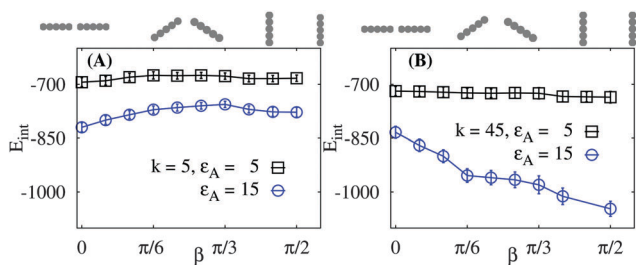 (A)
-700
-850
-1000
E_int
k = 5, ε_A = 5
ε_A = 15
0
π/6
β
π/3
π/2
(B)
-700
-850
-1000
E_int
k = 45, ε_A = 5
ε_A = 15
0
π/6
β
π/3
π/2